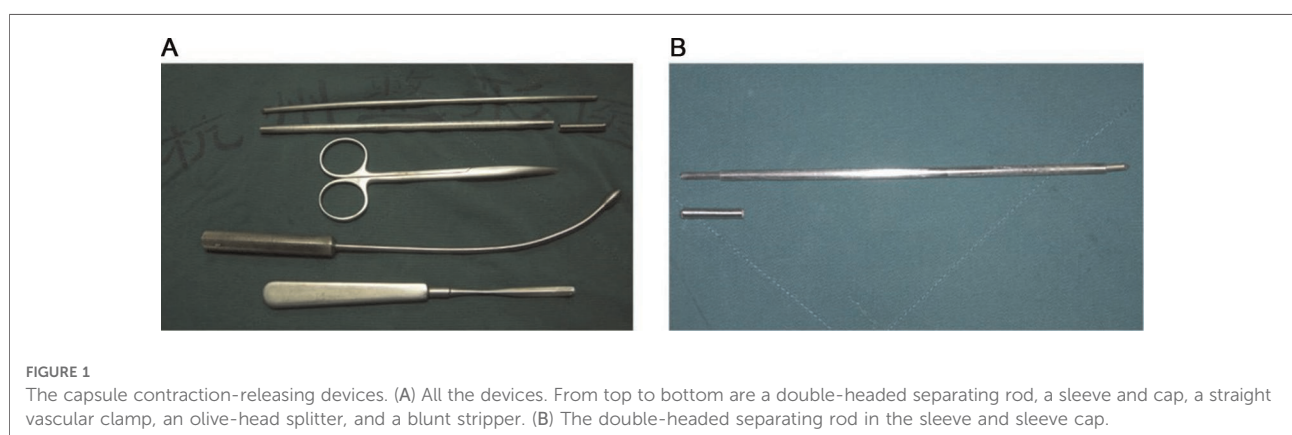 A
B
杭州
FIGURE 1
The capsule contraction-releasing devices. (A) All the devices. From top to bottom are a double-headed separating rod, a sleeve and cap, a straight
vascular clamp, an olive-head splitter, and a blunt stripper. (B) The double-headed separating rod in the sleeve and sleeve cap.